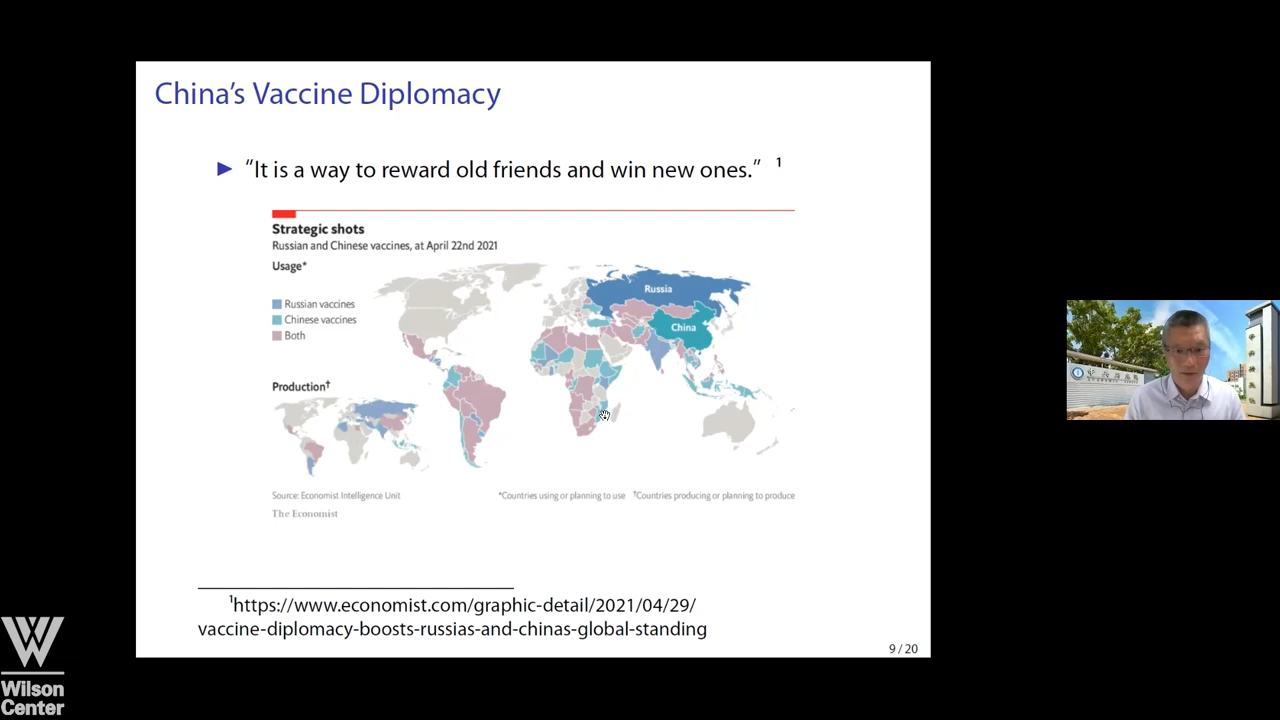 China's Vaccine Diplomacy
"It is a way to reward old friends and win new ones." 1
Strategic shots
Russian and Chinese vaccines, at April 22nd 2021
Usage*
Russian vaccines
Chinese vaccines
Both
Russia
China
Production†
Source: Economist Intelligence Unit
*Countries using or planning to use †Countries producing or planning to produce
The Economist
1https://www.economist.com/graphic-detail/2021/04/29/
vaccine-diplomacy-boosts-russias-and-chinas-global-standing
9 / 20
W
Wilson
Center